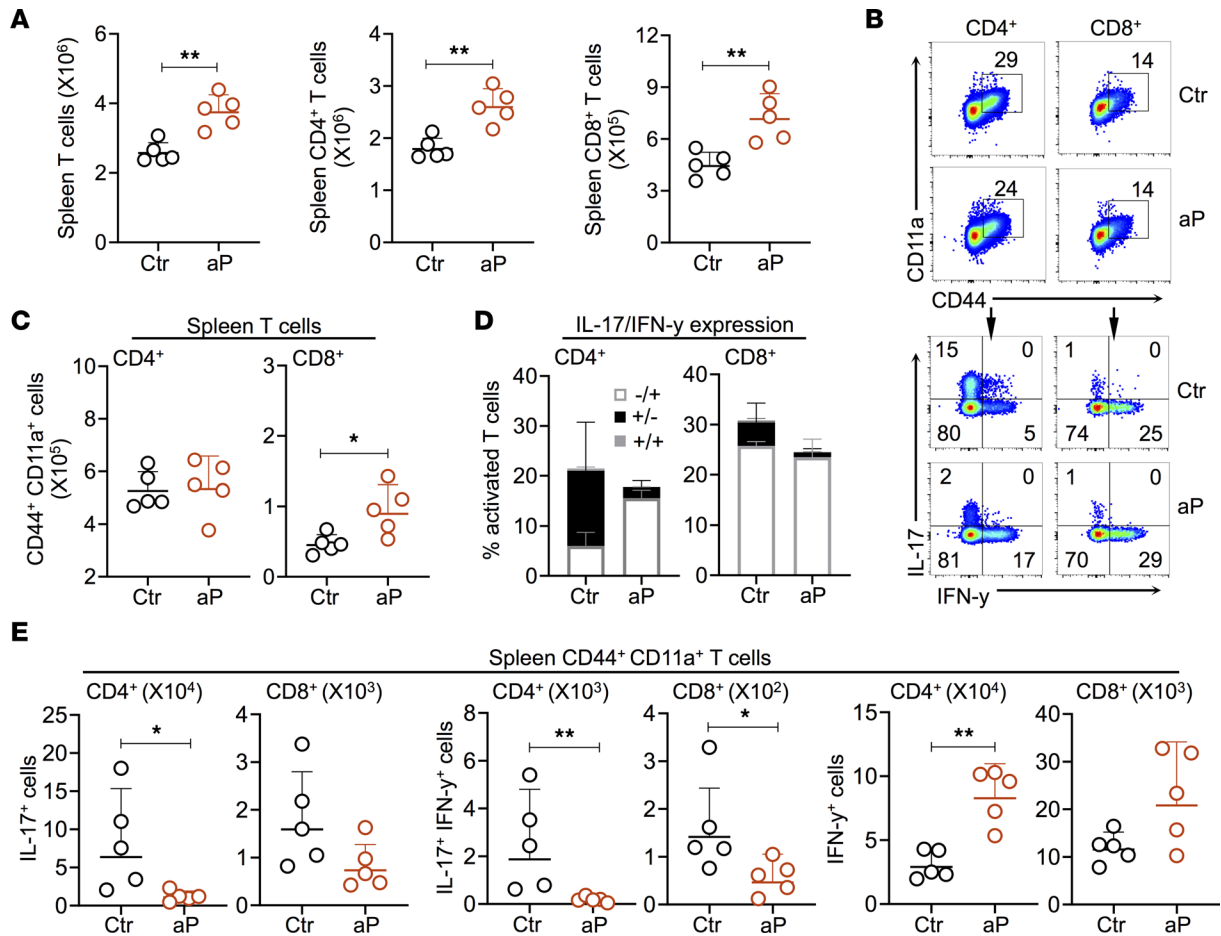 A
Spleen T cells (X10⁶)
6
4
2
0
**
Ctr
aP
Spleen CD4⁺ T cells
(X10⁶)
4
3
2
1
0
**
Ctr
aP
Spleen CD8⁺ T cells
(X10⁵)
12
9
6
3
0
**
Ctr
aP
B
CD4⁺
CD8⁺
29
14
Ctr
24
14
aP
CD11a
CD44
15
0
80
5
1
0
74
25
Ctr
2
0
81
17
1
0
70
29
aP
IL-17
IFN-y
C
Spleen T cells
CD4⁺
CD8⁺
CD44⁺ CD11a⁺ cells
(X10⁵)
10
8
6
4
2
Ctr
aP
3
2
1
0
*
Ctr
aP
D
IL-17/IFN-y expression
CD4⁺
CD8⁺
% activated T cells
40
30
20
10
0
-/+
+/-
+/+
Ctr
aP
40
30
20
10
0
Ctr
aP
E
Spleen CD44⁺ CD11a⁺ T cells
CD4⁺ (X10⁴)
IL-17⁺ cells
25
20
15
10
5
0
*
Ctr
aP
CD8⁺ (X10³)
4
3
2
1
0
Ctr
aP
CD4⁺ (X10³)
IL-17⁺ IFN-y⁺ cells
8
6
4
2
0
**
Ctr
aP
CD8⁺ (X10²)
4
3
2
1
0
*
Ctr
aP
CD4⁺ (X10⁴)
IFN-y⁺ cells
15
10
5
0
**
Ctr
aP
CD8⁺ (X10³)
40
30
20
10
0
Ctr
aP